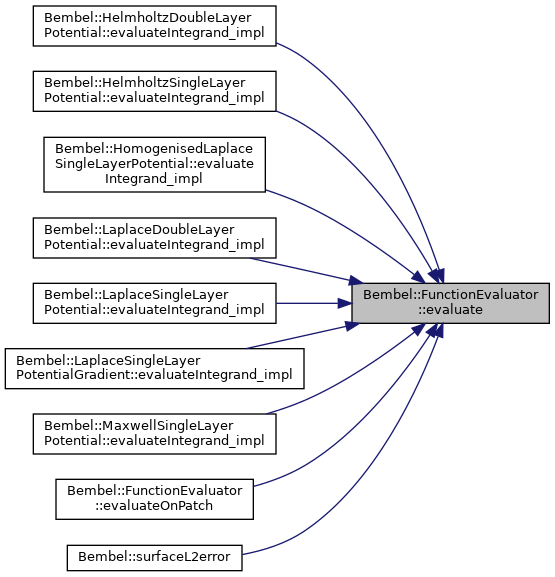 Bembel::HelmholtzDoubleLayer
Potential::evaluateIntegrand_impl
Bembel::HelmholtzSingleLayer
Potential::evaluateIntegrand_impl
Bembel::HomogenisedLaplace
SingleLayerPotential::evaluate
Integrand_impl
Bembel::LaplaceDoubleLayer
Potential::evaluateIntegrand_impl
Bembel::LaplaceSingleLayer
Potential::evaluateIntegrand_impl
Bembel::LaplaceSingleLayer
PotentialGradient::evaluateIntegrand_impl
Bembel::MaxwellSingleLayer
Potential::evaluateIntegrand_impl
Bembel::FunctionEvaluator
::evaluateOnPatch
Bembel::surfaceL2error
Bembel::FunctionEvaluator
::evaluate